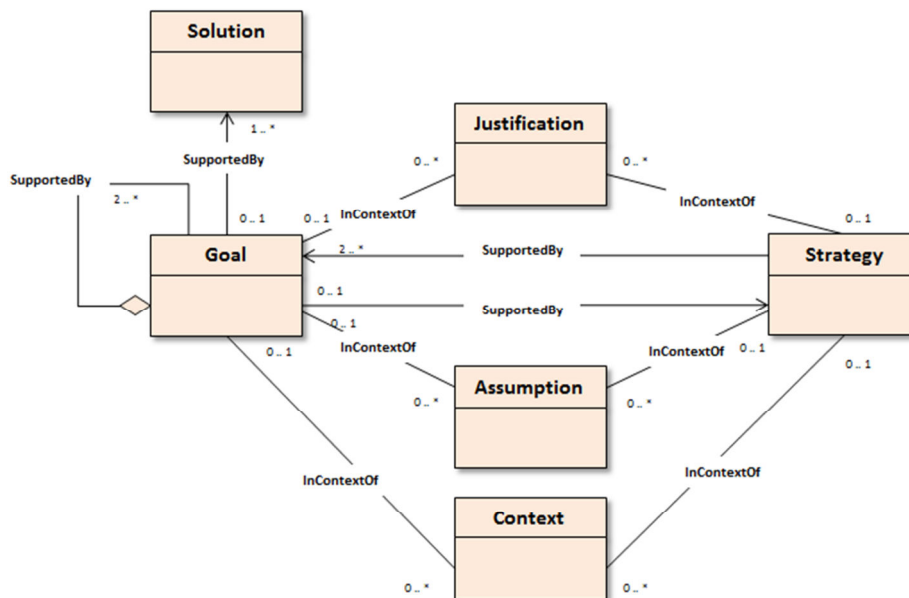 Solution
1 .. *
SupportedBy
SupportedBy
2 .. *
0 .. 1
Justification
0 .. *
0 .. *
InContextOf
InContextOf
0 .. 1
0 .. 1
Goal
2 .. *
SupportedBy
Strategy
0 .. 1
SupportedBy
0 .. 1
InContextOf
InContextOf
0 .. 1
0 .. 1
0 .. 1
Assumption
0 .. *
0 .. *
InContextOf
InContextOf
Context
0 .. *
0 .. *